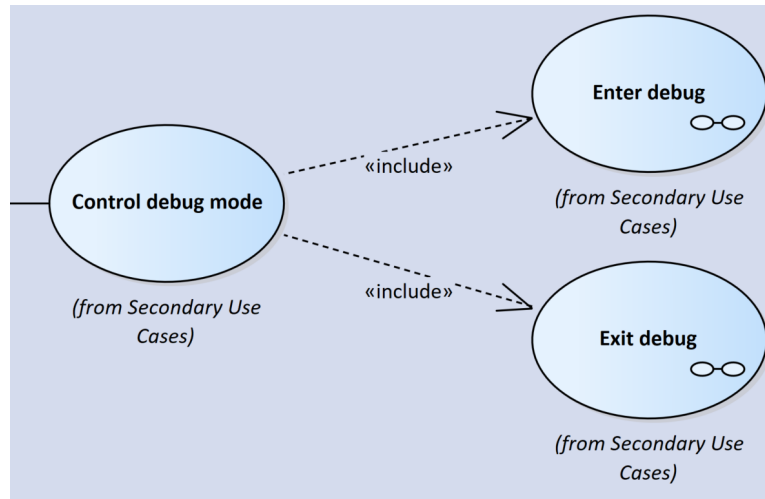 Enter debug
(from Secondary Use
Cases)
«include»
Control debug mode
(from Secondary Use
Cases)
«include»
Exit debug
(from Secondary Use
Cases)